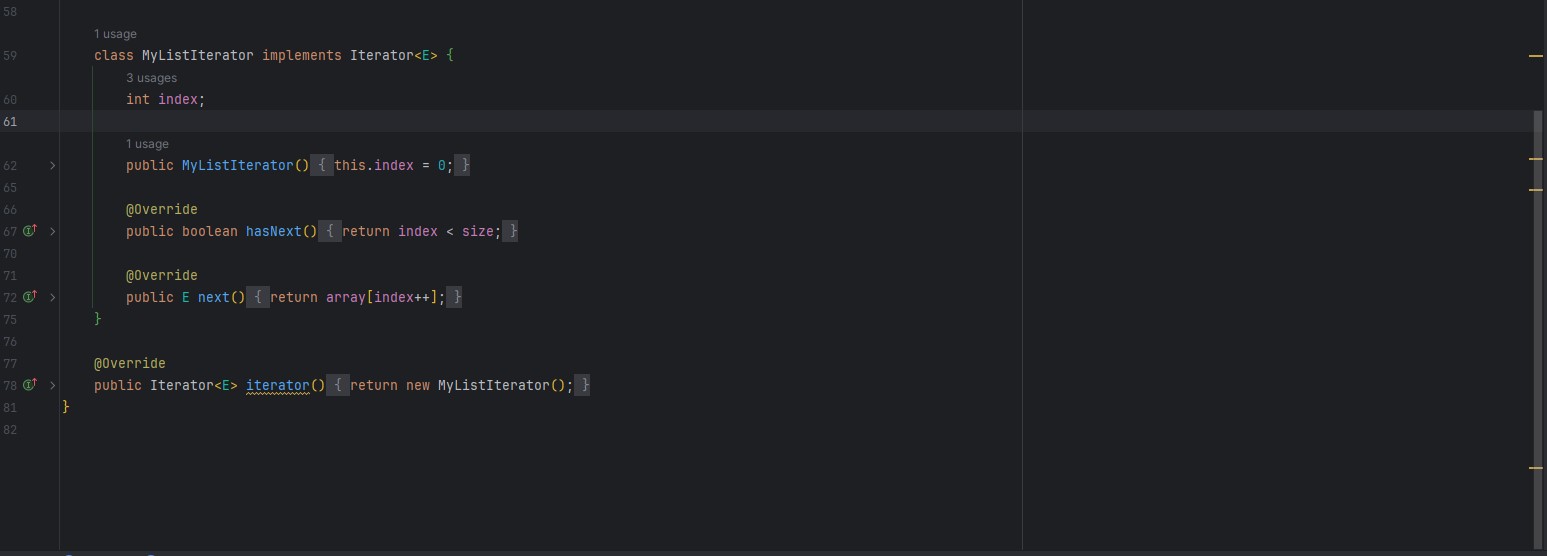 58
1 usage
59 class MyListIterator implements Iterator<E> {
3 usages
60 int index;
61
1 usage
62 public MyListIterator() { this.index = 0; }
65
66 @Override
67 public boolean hasNext() { return index < size; }
70
71 @Override
72 public E next() { return array[index++]; }
75 }
76
77 @Override
78 public Iterator<E> iterator() { return new MyListIterator(); }
81 }
82